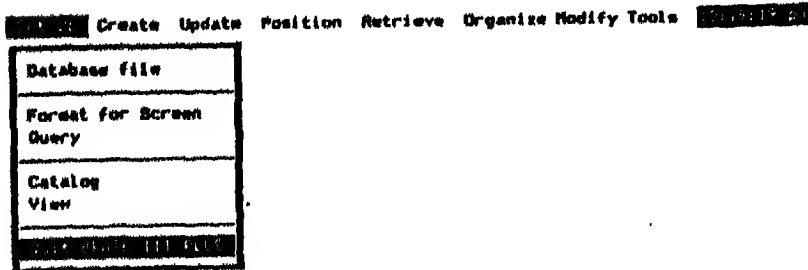 Create Update Position Retrieve Organize Modify Tools
Database file
Format for Screen
Query
Catalog
View